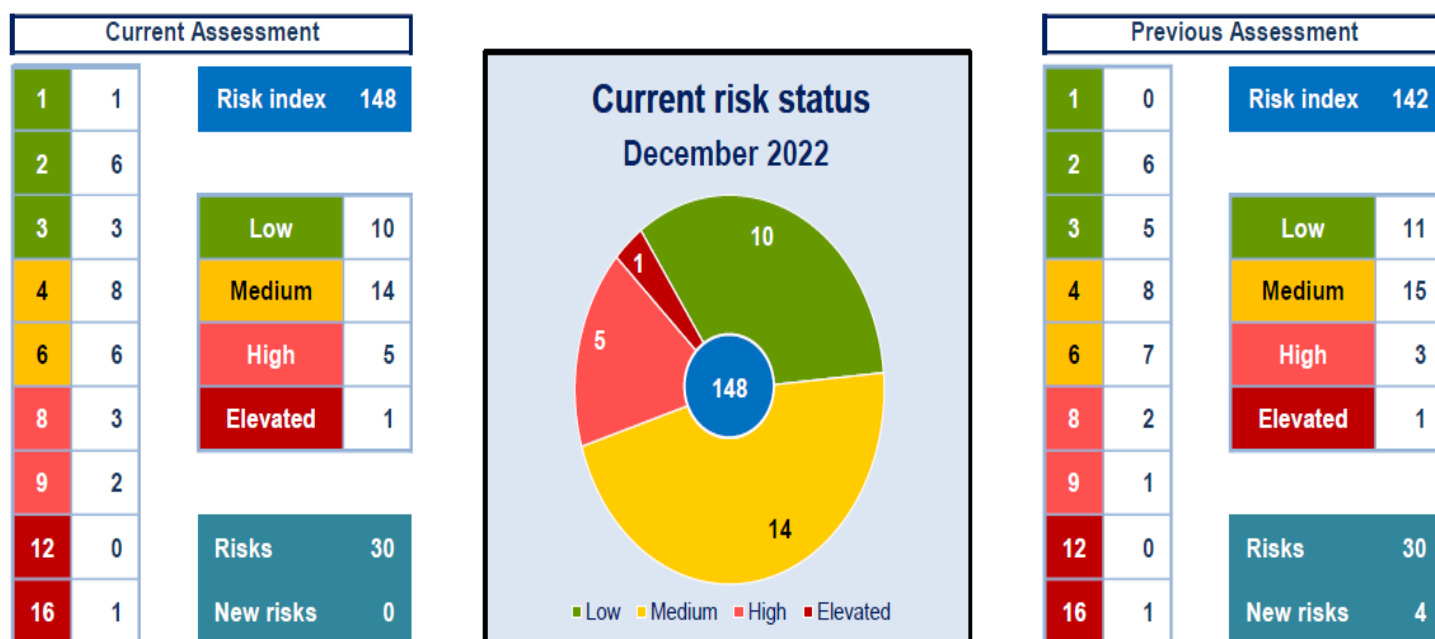 Current Assessment
1 1
2 6
3 3
4 8
6 6
8 3
9 2
12 0
16 1
Risk index 148
Low 10
Medium 14
High 5
Elevated 1
Risks 30
New risks 0
Current risk status
December 2022
10
1
5
148
14
Low Medium High Elevated
Previous Assessment
1 0
2 6
3 5
4 8
6 7
8 2
9 1
12 0
16 1
Risk index 142
Low 11
Medium 15
High 3
Elevated 1
Risks 30
New risks 4